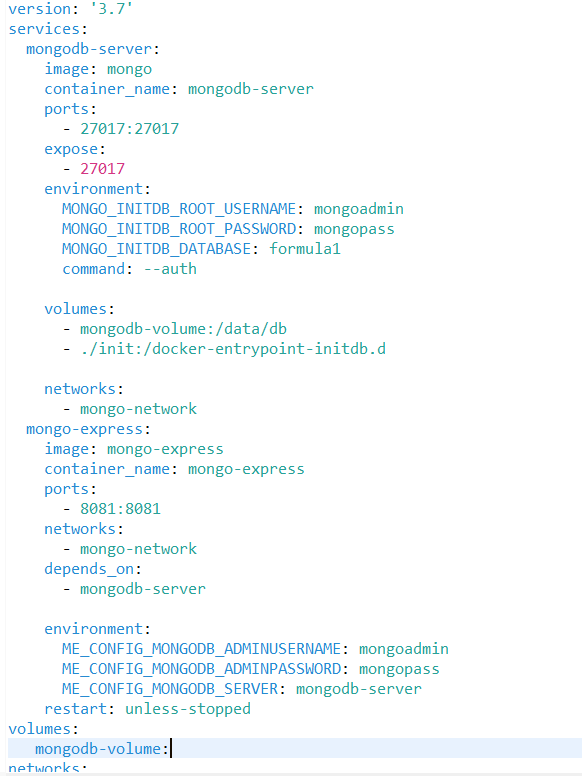 version: '3.7'
services:
  mongodb-server:
    image: mongo
    container_name: mongodb-server
    ports:
      - 27017:27017
    expose:
      - 27017
    environment:
      MONGO_INITDB_ROOT_USERNAME: mongoadmin
      MONGO_INITDB_ROOT_PASSWORD: mongopass
      MONGO_INITDB_DATABASE: formula1
      command: --auth

    volumes:
      - mongodb-volume:/data/db
      - ./init:/docker-entrypoint-initdb.d

    networks:
      - mongo-network
  mongo-express:
    image: mongo-express
    container_name: mongo-express
    ports:
      - 8081:8081
    networks:
      - mongo-network
    depends_on:
      - mongodb-server

    environment:
      ME_CONFIG_MONGODB_ADMINUSERNAME: mongoadmin
      ME_CONFIG_MONGODB_ADMINPASSWORD: mongopass
      ME_CONFIG_MONGODB_SERVER: mongodb-server
    restart: unless-stopped
volumes:
   mongodb-volume:
networks: